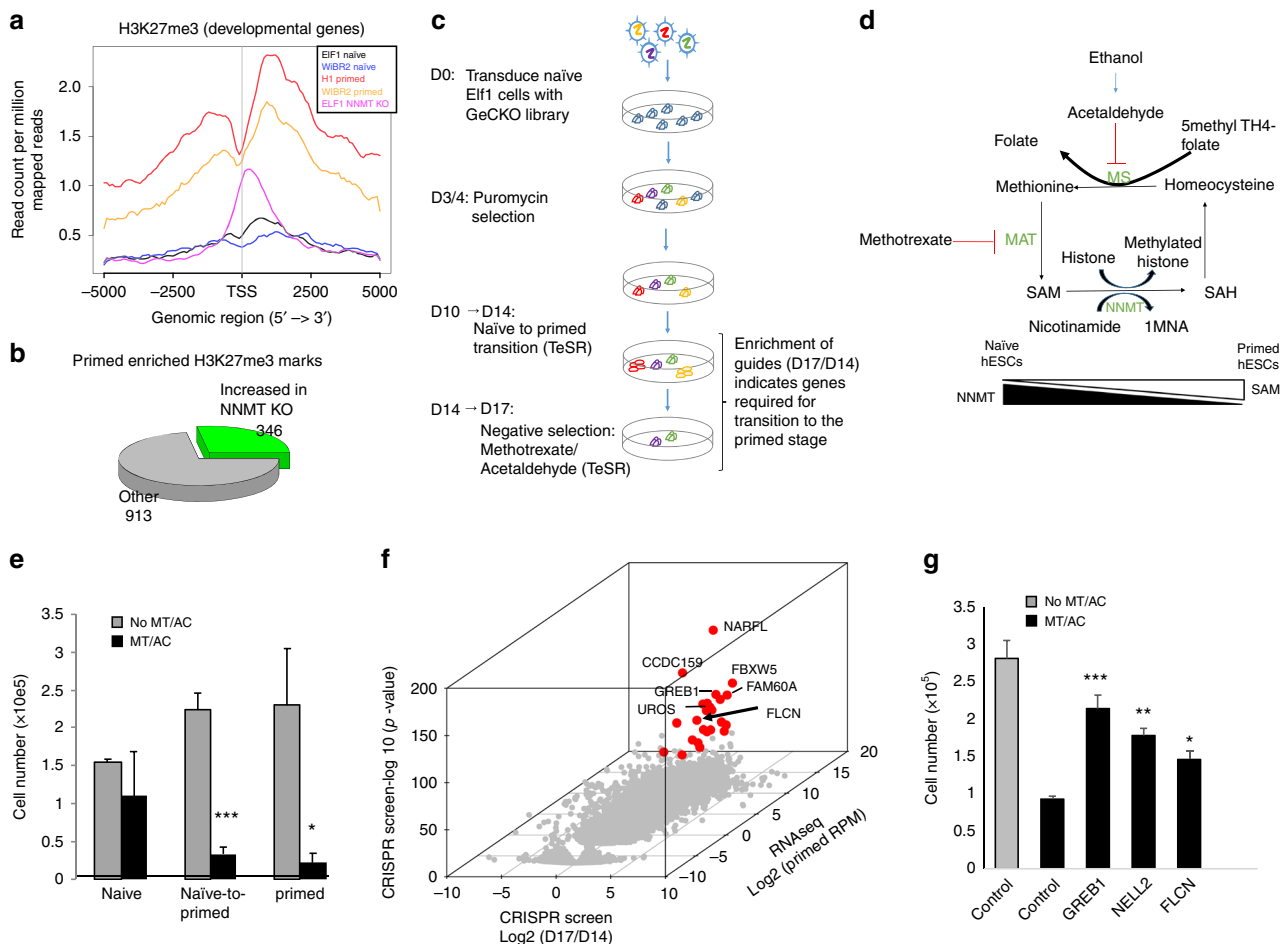 a
H3K27me3 (developmental genes)
ElF1 naïve
WiBR2 naïve
H1 primed
WIBR2 primed
ELF1 NNMT KO
Read count per million
mapped reads
2.0
1.5
1.0
0.5
–5000
–2500
TSS
2500
5000
Genomic region (5′ –> 3′)
b
Primed enriched H3K27me3 marks
Increased in
NNMT KO
346
Other
913
c
D0: Transduce naïve
Elf1 cells with
GeCKO library
D3/4: Puromycin
selection
D10 → D14:
Naïve to primed
transition (TeSR)
D14 → D17:
Negative selection:
Methotrexate/
Acetaldehyde (TeSR)
Enrichment of
guides (D17/D14)
indicates genes
required for
transition to the
primed stage
d
Ethanol
Acetaldehyde
Folate
5methyl TH4-
folate
MS
Methionine
Homeocysteine
Methotrexate
MAT
Histone
Methylated
histone
SAM
SAH
NNMT
Nicotinamide
1MNA
Naïve
hESCs
Primed
hESCs
NNMT
SAM
e
No MT/AC
MT/AC
Cell number (×10e5)
3.5
3
2.5
2
1.5
1
0.5
0
***
*
Naive
Naïve-to-
primed
primed
f
CRISPR screen-log 10 (p -value)
200
150
100
50
0
–10
–5
0
5
10
CRISPR screen
Log2 (D17/D14)
–10
–5
0
5
10
15
20
RNAseq
Log2 (primed RPM)
NARFL
CCDC159
FBXW5
GREB1
FAM60A
UROS
FLCN
g
No MT/AC
MT/AC
Cell number (×10⁵)
3.5
3
2.5
2
1.5
1
0.5
0
***
**
*
Control
Control
GREB1
NELL2
FLCN